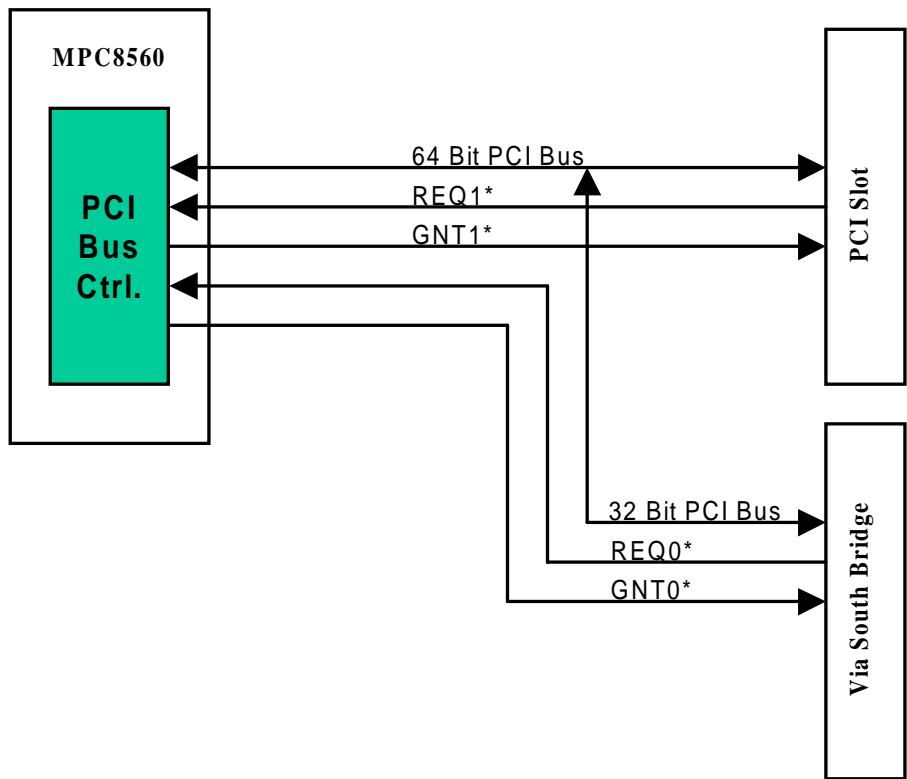 MPC8560
PCI
Bus
Ctrl.
64 Bit PCI Bus
REQ1*
GNT1*
PCI Slot
32 Bit PCI Bus
REQ0*
GNT0*
Via South Bridge